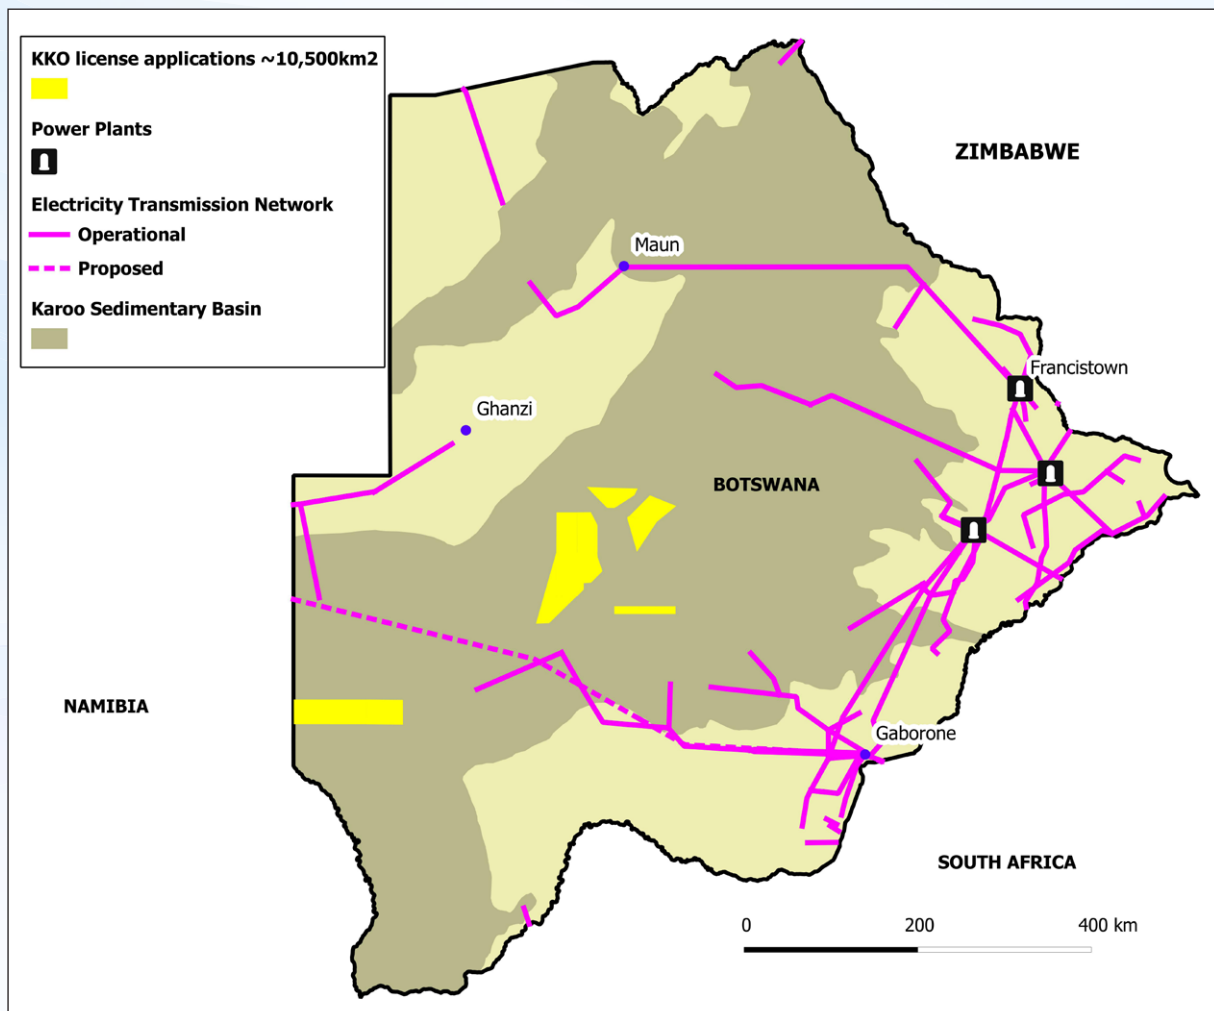 KKO license applications ~10,500km2
Power Plants
Electricity Transmission Network
Operational
Proposed
Karoo Sedimentary Basin
ZIMBABWE
Maun
Francistown
Ghanzi
BOTSWANA
NAMIBIA
Gaborone
SOUTH AFRICA
0 200 400 km